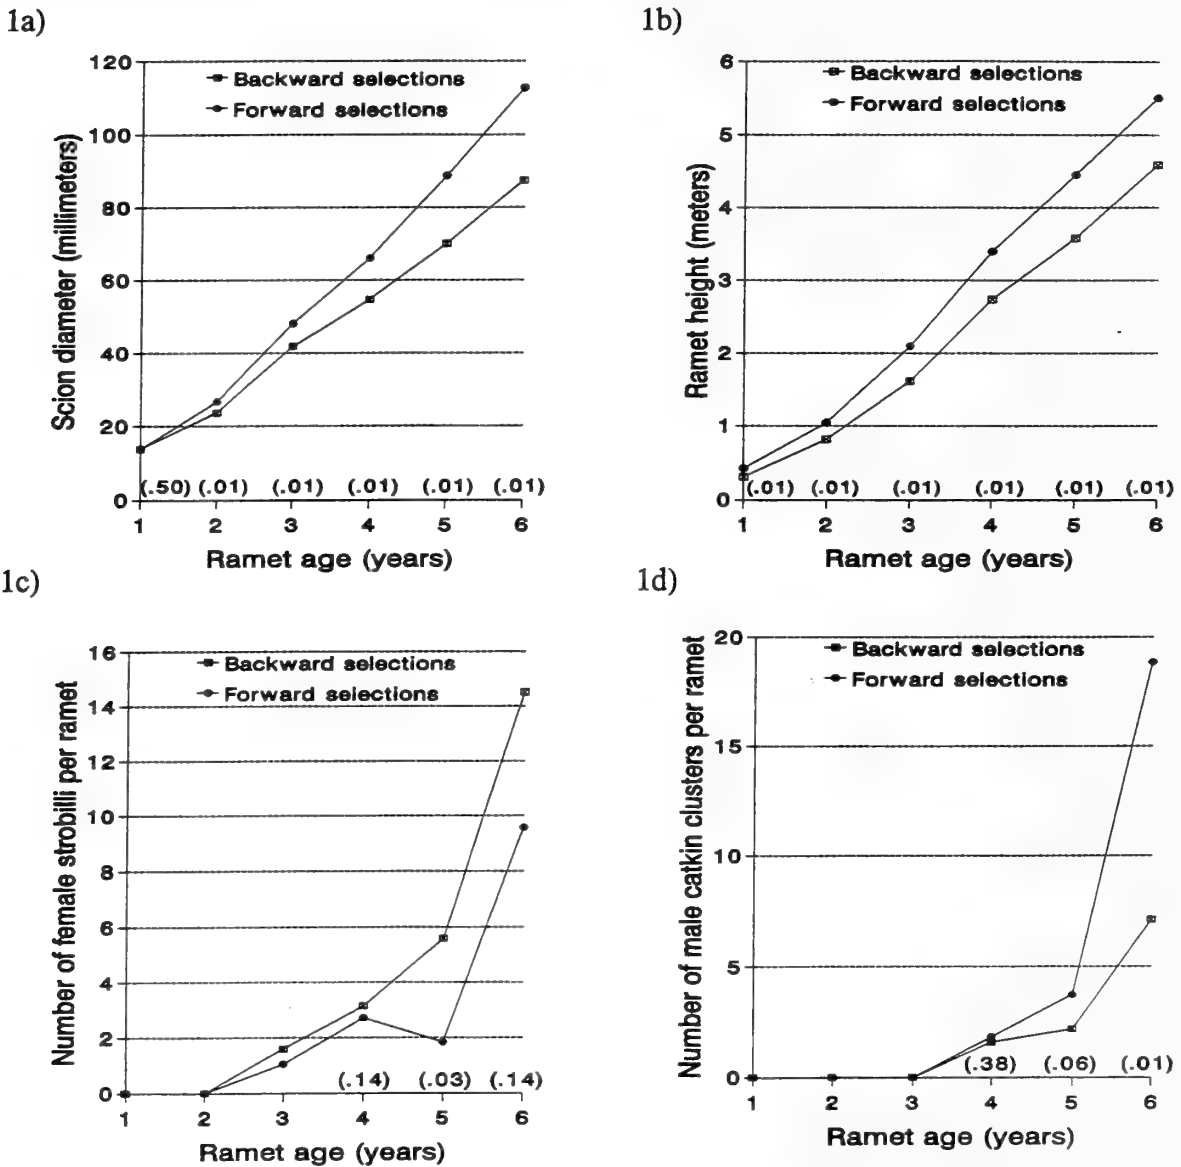 1a)
Scion diameter (millimeters)
120
100
80
60
40
20
0
Backward selections
Forward selections
(.50) (.01) (.01) (.01) (.01) (.01)
1 2 3 4 5 6
Ramet age (years)
1b)
Ramet height (meters)
6
5
4
3
2
1
0
Backward selections
Forward selections
(.01) (.01) (.01) (.01) (.01) (.01)
1 2 3 4 5 6
Ramet age (years)
1c)
Number of female strobilli per ramet
16
14
12
10
8
6
4
2
0
Backward selections
Forward selections
(.14) (.03) (.14)
1 2 3 4 5 6
Ramet age (years)
1d)
Number of male catkin clusters per ramet
20
15
10
5
0
Backward selections
Forward selections
(.38) (.06) (.01)
1 2 3 4 5 6
Ramet age (years)